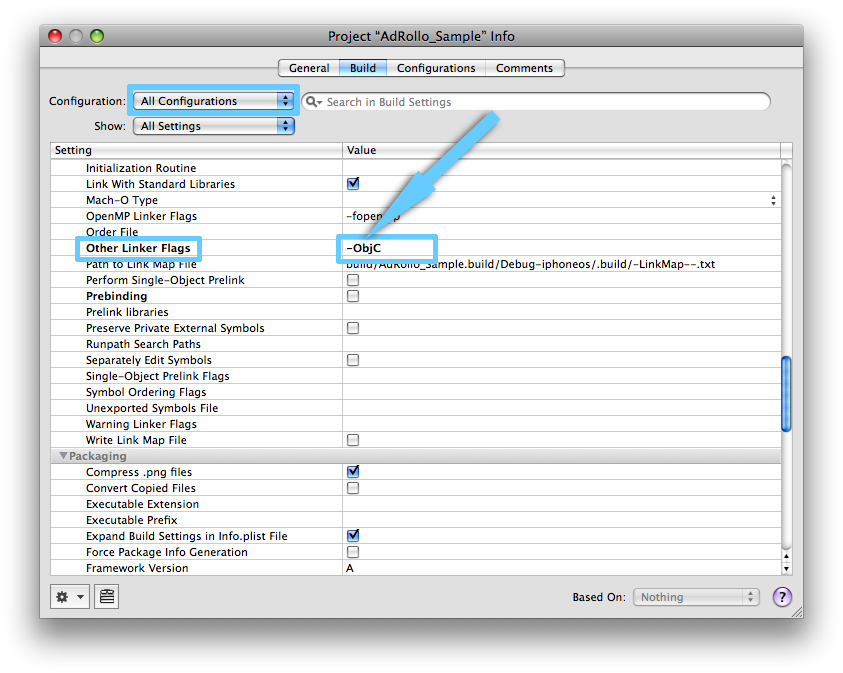 Project “AdRollo_Sample” Info
General Build Configurations Comments
Configuration: All Configurations Search in Build Settings
Show: All Settings
Setting Value
Initialization Routine
Link With Standard Libraries
Mach-O Type
OpenMP Linker Flags -fopenmp
Order File
Other Linker Flags -ObjC
Path to Link Map File build/AdRollo_Sample.build/Debug-iphoneos/.build/-LinkMap--.txt
Perform Single-Object Prelink
Prebinding
Prelink libraries
Preserve Private External Symbols
Runpath Search Paths
Separately Edit Symbols
Single-Object Prelink Flags
Symbol Ordering Flags
Unexported Symbols File
Warning Linker Flags
Write Link Map File
Packaging
Compress .png files
Convert Copied Files
Executable Extension
Executable Prefix
Expand Build Settings in Info.plist File
Force Package Info Generation
Framework Version A
Based On: Nothing ?